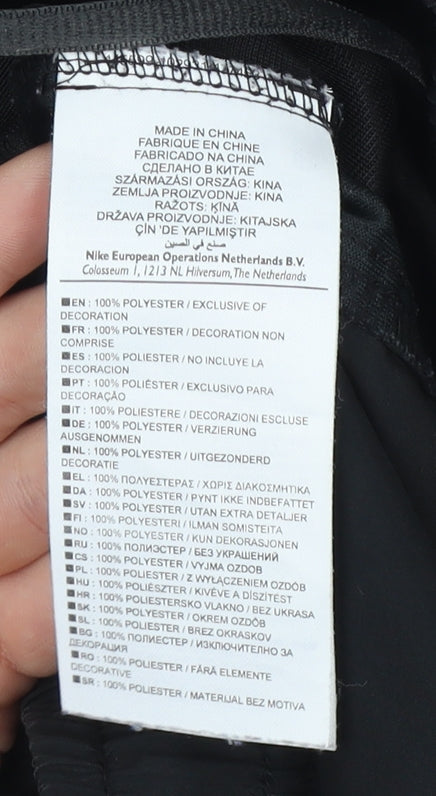 MADE IN CHINA
FABRIQUE EN CHINE
FABRICADO NA CHINA
СДЕЛАНО В КИТАЕ
SZÁRMAZÁSI ORSZÁG: KINA
ZEMLJA PROIZVODNJE: KINA
RAŽOTS: ĶĪNĀ
DRŽAVA PROIZVODNJE: KITAJSKA
ÇİN 'DE YAPILMIŞTIR
صنع في الصين
Nike European Operations Netherlands B.V.
Colosseum 1, 1213 NL Hilversum, The Netherlands
EN : 100% POLYESTER / EXCLUSIVE OF
DECORATION
FR : 100% POLYESTER / DECORATION NON
COMPRISE
ES : 100% POLIESTER / NO INCLUYE LA
DECORACION
PT : 100% POLIÉSTER / EXCLUSIVO PARA
DECORAÇÃO
IT : 100% POLIESTERE / DECORAZIONI ESCLUSE
DE : 100% POLYESTER / VERZIERUNG
AUSGENOMMEN
NL : 100% POLYESTER / UITGEZONDERD
DECORATIE
EL : 100% ΠΟΛΥΕΣΤΕΡΑΣ / ΧΩΡΙΣ ΔΙΑΚΟΣΜΗΤΙΚΑ
DA : 100% POLYESTER / PYNT IKKE INDBEFATTET
SV : 100% POLYESTER / UTAN EXTRA DETALJER
FI : 100% POLYESTERI / ILMAN SOMISTEITA
NO : 100% POLYESTER / KUN DEKORASJONEN
RU : 100% ПОЛИЭСТЕР / БЕЗ УКРАШЕНИЙ
CS : 100% POLYESTER / VYJMA OZDOB
PL : 100% POLIESTER / Z WYŁĄCZENIEM OZDÓB
HU : 100% POLIÉSZTER / KIVÉVE A DÍSZÍTÉST
HR : 100% POLIESTERSKO VLAKNO / BEZ UKRASA
SK : 100% POLYESTER / OKREM OZDÔB
SL : 100% POLIESTER / BREZ OKRASKOV
BG : 100% ПОЛИЕСТЕР / ИЗКЛЮЧИТЕЛНО ЗА
ДЕКОРАЦИЯ
RO : 100% POLIESTER / FĂRĂ ELEMENTE
DECORATIVE
SR : 100% POLIESTER / MATERIJAL BEZ MOTIVA